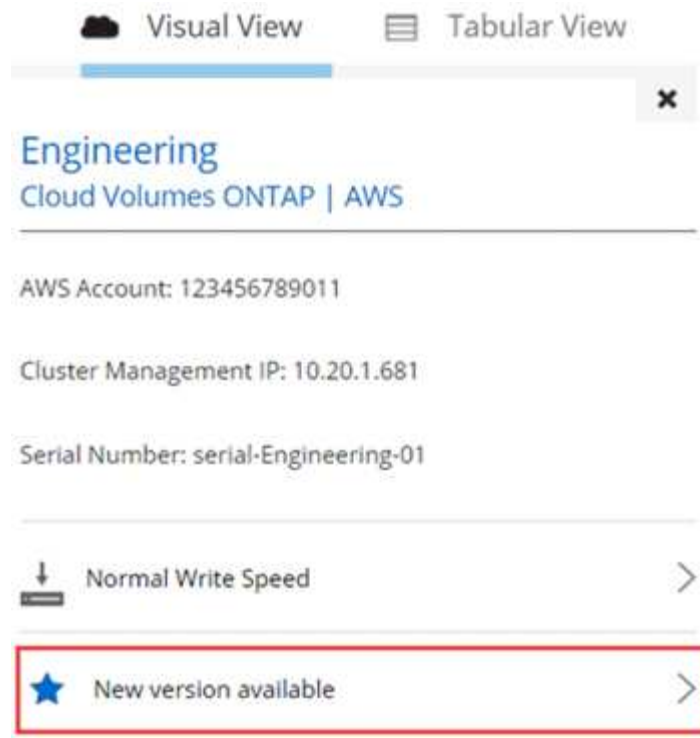 Visual View
Tabular View
Engineering
Cloud Volumes ONTAP | AWS
AWS Account: 123456789011
Cluster Management IP: 10.20.1.681
Serial Number: serial-Engineering-01
Normal Write Speed
New version available